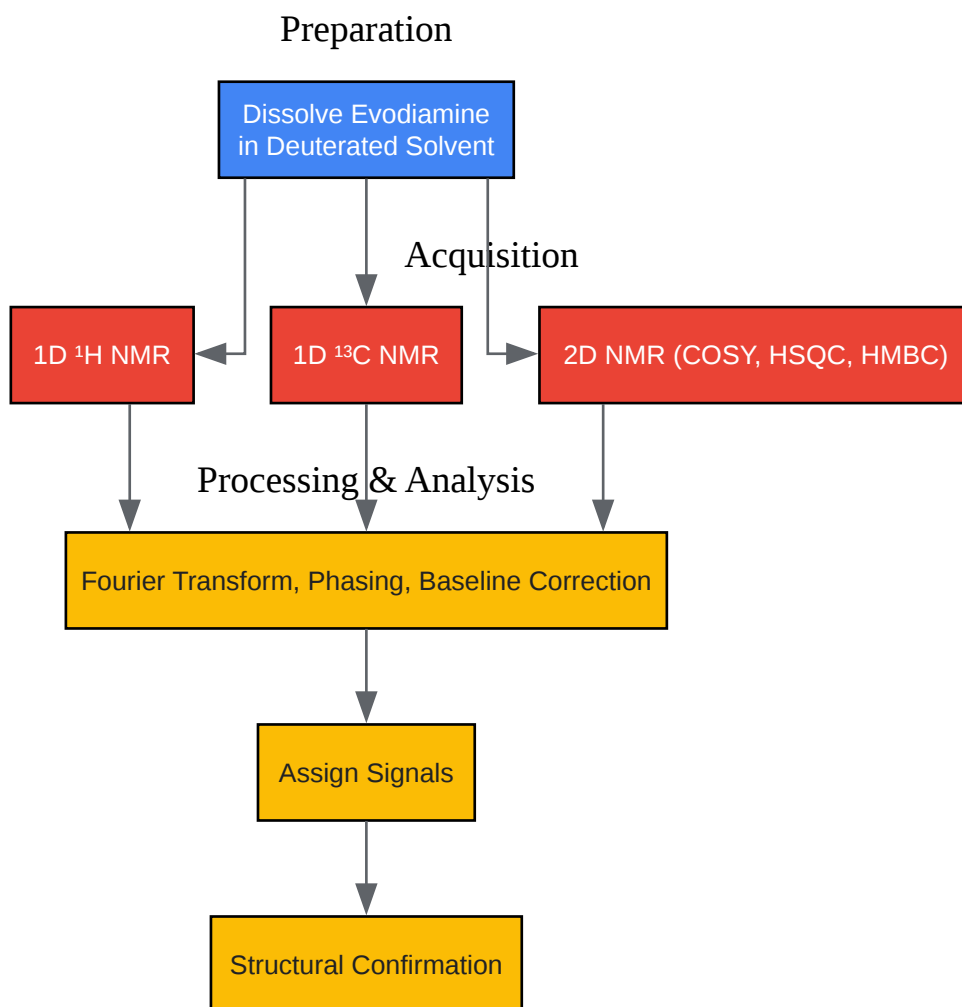 Preparation
Dissolve Evodiamine
in Deuterated Solvent
Acquisition
1D ¹H NMR
1D ¹³C NMR
2D NMR (COSY, HSQC, HMBC)
Processing & Analysis
Fourier Transform, Phasing, Baseline Correction
Assign Signals
Structural Confirmation